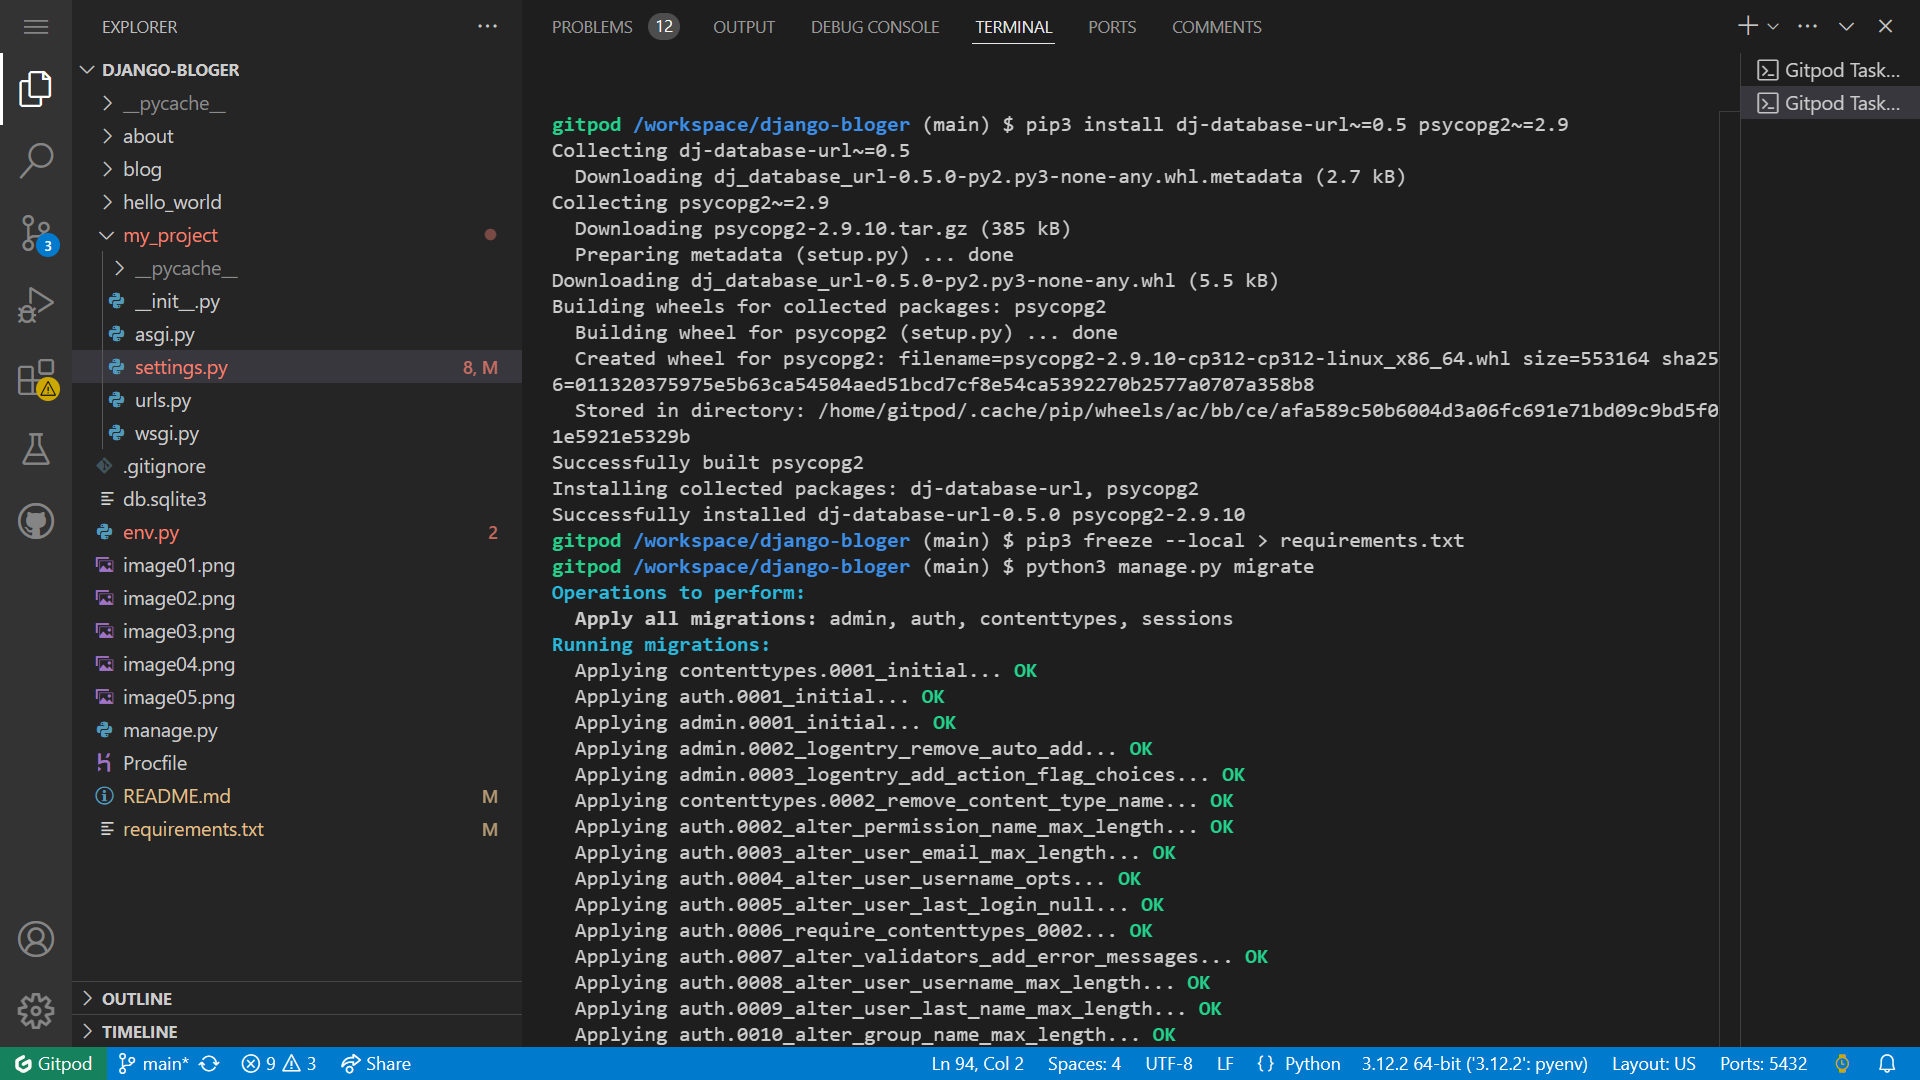 EXPLORER
DJANGO-BLOGER
__pycache__
about
blog
hello_world
my_project
__pycache__
__init__.py
asgi.py
settings.py 8, M
urls.py
wsgi.py
.gitignore
db.sqlite3
env.py 2
image01.png
image02.png
image03.png
image04.png
image05.png
manage.py
Procfile
README.md M
requirements.txt M
OUTLINE
TIMELINE
3
PROBLEMS 12 OUTPUT DEBUG CONSOLE TERMINAL PORTS COMMENTS
gitpod /workspace/django-bloger (main) $ pip3 install dj-database-url~=0.5 psycopg2~=2.9
Collecting dj-database-url~=0.5
Downloading dj_database_url-0.5.0-py2.py3-none-any.whl.metadata (2.7 kB)
Collecting psycopg2~=2.9
Downloading psycopg2-2.9.10.tar.gz (385 kB)
Preparing metadata (setup.py) ... done
Downloading dj_database_url-0.5.0-py2.py3-none-any.whl (5.5 kB)
Building wheels for collected packages: psycopg2
Building wheel for psycopg2 (setup.py) ... done
Created wheel for psycopg2: filename=psycopg2-2.9.10-cp312-cp312-linux_x86_64.whl size=553164 sha25
6=011320375975e5b63ca54504aed51bcd7cf8e54ca5392270b2577a0707a358b8
Stored in directory: /home/gitpod/.cache/pip/wheels/ac/bb/ce/afa589c50b6004d3a06fc691e71bd09c9bd5f0
1e5921e5329b
Successfully built psycopg2
Installing collected packages: dj-database-url, psycopg2
Successfully installed dj-database-url-0.5.0 psycopg2-2.9.10
gitpod /workspace/django-bloger (main) $ pip3 freeze --local > requirements.txt
gitpod /workspace/django-bloger (main) $ python3 manage.py migrate
Operations to perform:
Apply all migrations: admin, auth, contenttypes, sessions
Running migrations:
Applying contenttypes.0001_initial... OK
Applying auth.0001_initial... OK
Applying admin.0001_initial... OK
Applying admin.0002_logentry_remove_auto_add... OK
Applying admin.0003_logentry_add_action_flag_choices... OK
Applying contenttypes.0002_remove_content_type_name... OK
Applying auth.0002_alter_permission_name_max_length... OK
Applying auth.0003_alter_user_email_max_length... OK
Applying auth.0004_alter_user_username_opts... OK
Applying auth.0005_alter_user_last_login_null... OK
Applying auth.0006_require_contenttypes_0002... OK
Applying auth.0007_alter_validators_add_error_messages... OK
Applying auth.0008_alter_user_username_max_length... OK
Applying auth.0009_alter_user_last_name_max_length... OK
Applying auth.0010_alter_group_name_max_length... OK
Gitpod Task...
Gitpod Task...
Gitpod main* 9 3 Share Ln 94, Col 2 Spaces: 4 UTF-8 LF {} Python 3.12.2 64-bit ('3.12.2': pyenv) Layout: US Ports: 5432